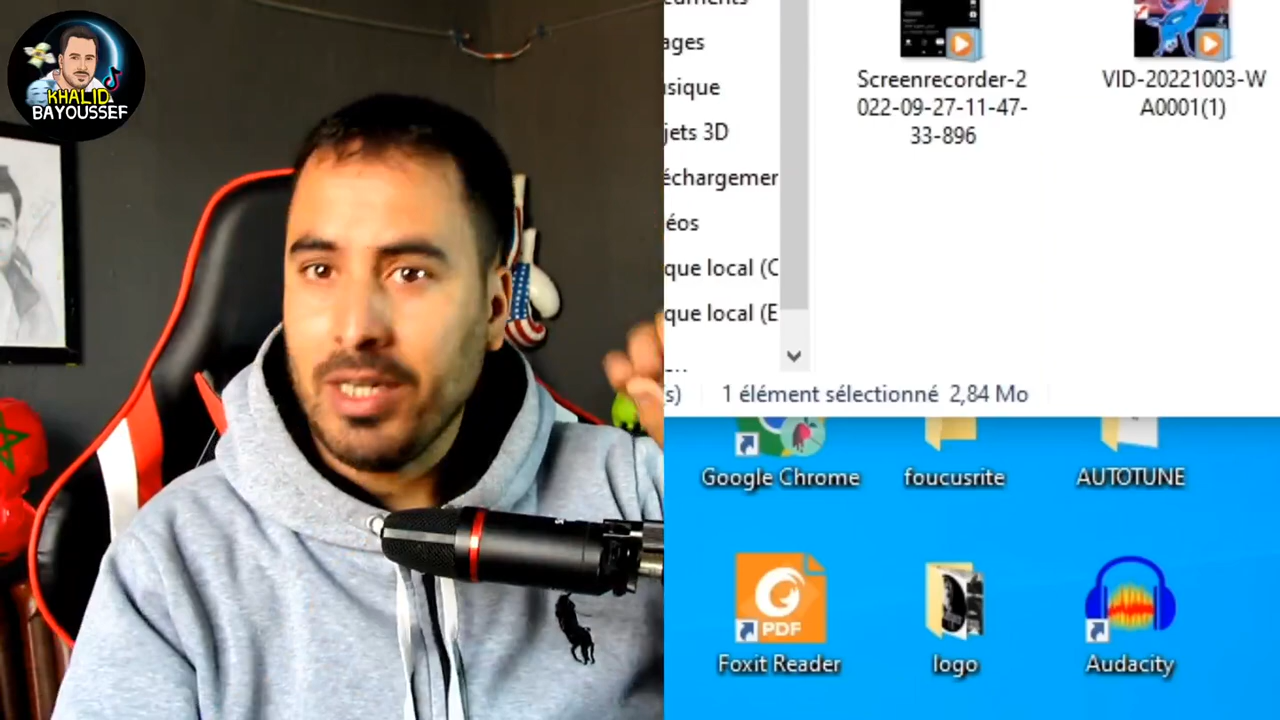 KHALID
BAYOUSSEF
cuments
ages
usique
jets 3D
échargemer
éos
que local (C
que local (E
Screenrecorder-2
022-09-27-11-47-
33-896
VID-20221003-W
A0001(1)
s)
1 élément sélectionné 2,84 Mo
Google Chrome
foucusrite
AUTOTUNE
PDF
Foxit Reader
logo
Audacity